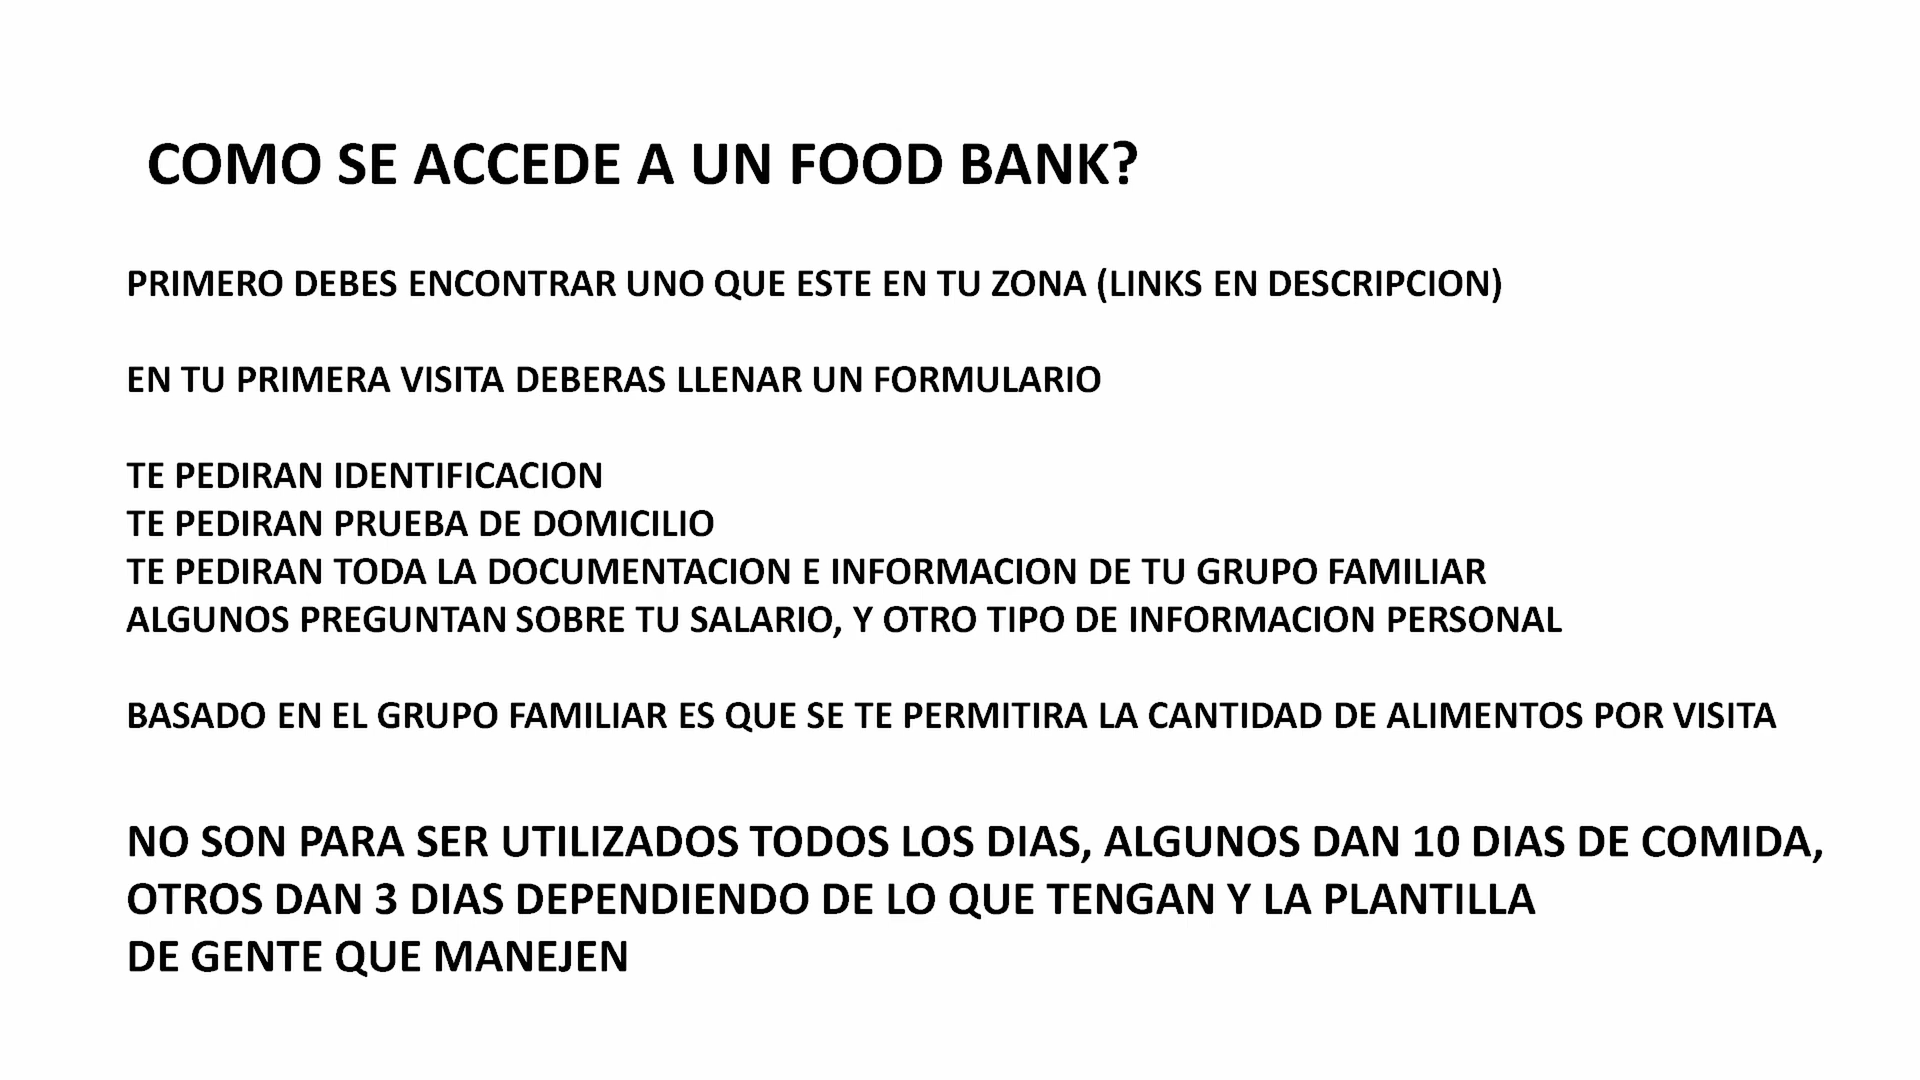 COMO SE ACCEDE A UN FOOD BANK?
PRIMERO DEBES ENCONTRAR UNO QUE ESTE EN TU ZONA (LINKS EN DESCRIPCION)
EN TU PRIMERA VISITA DEBERAS LLENAR UN FORMULARIO
TE PEDIRAN IDENTIFICACION
TE PEDIRAN PRUEBA DE DOMICILIO
TE PEDIRAN TODA LA DOCUMENTACION E INFORMACION DE TU GRUPO FAMILIAR
ALGUNOS PREGUNTAN SOBRE TU SALARIO, Y OTRO TIPO DE INFORMACION PERSONAL
BASADO EN EL GRUPO FAMILIAR ES QUE SE TE PERMITIRA LA CANTIDAD DE ALIMENTOS POR VISITA
NO SON PARA SER UTILIZADOS TODOS LOS DIAS, ALGUNOS DAN 10 DIAS DE COMIDA,
OTROS DAN 3 DIAS DEPENDIENDO DE LO QUE TENGAN Y LA PLANTILLA
DE GENTE QUE MANEJEN